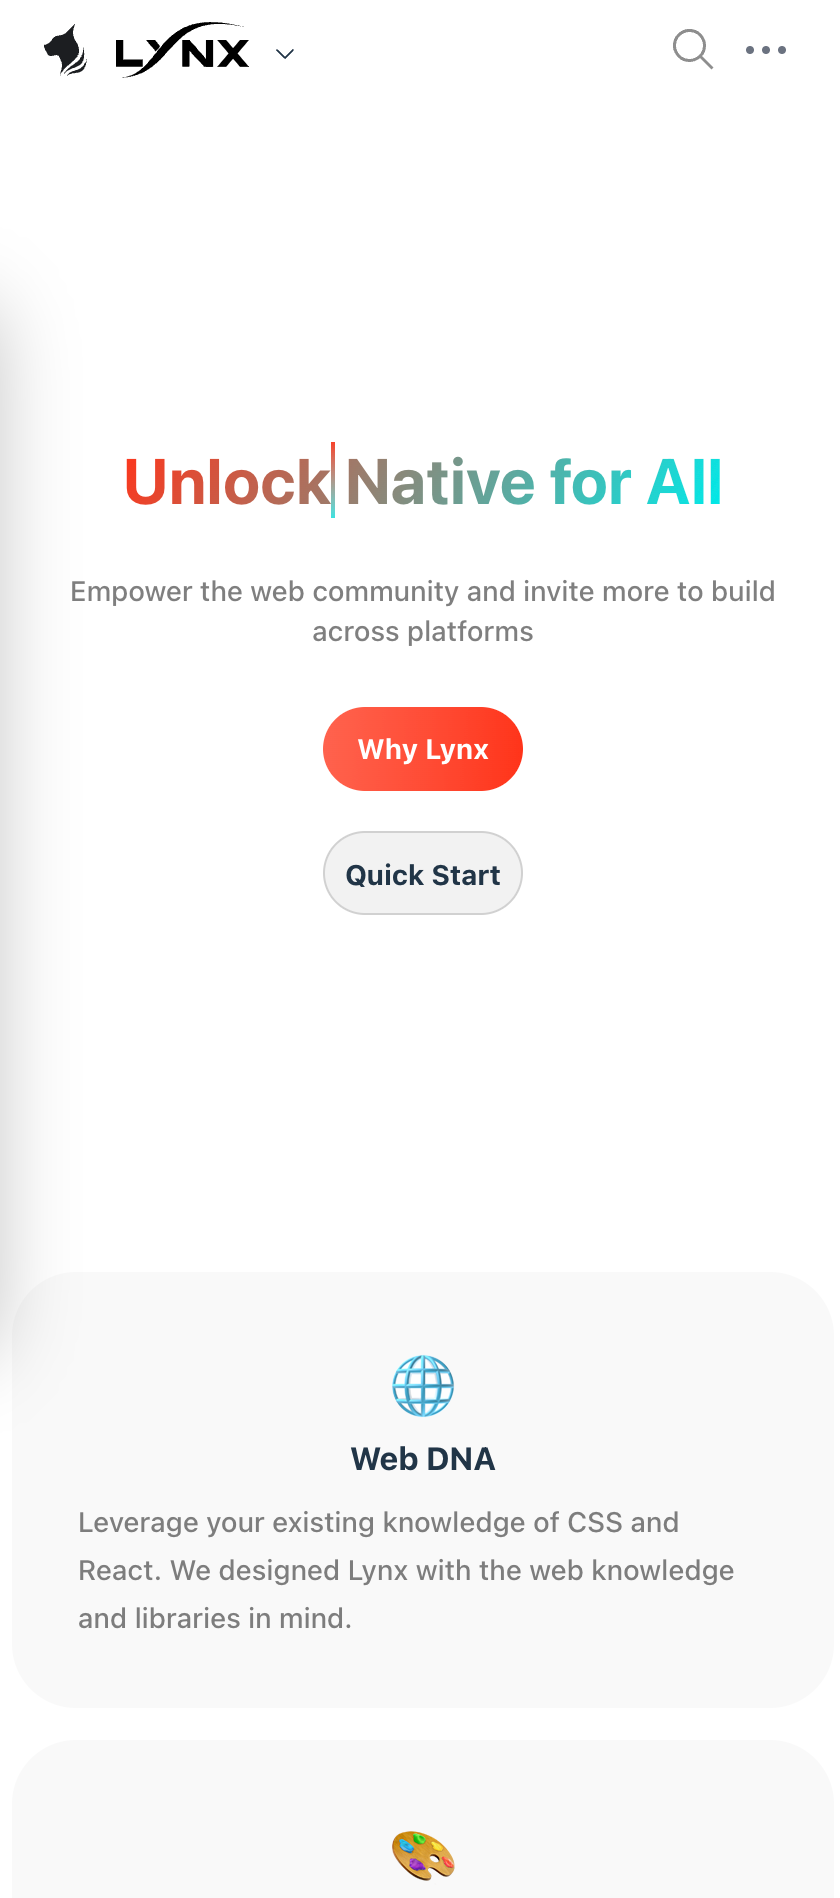 LYNX
Unlock Native for All
Empower the web community and invite more to build
across platforms
Why Lynx
Quick Start
Web DNA
Leverage your existing knowledge of CSS and
React. We designed Lynx with the web knowledge
and libraries in mind.